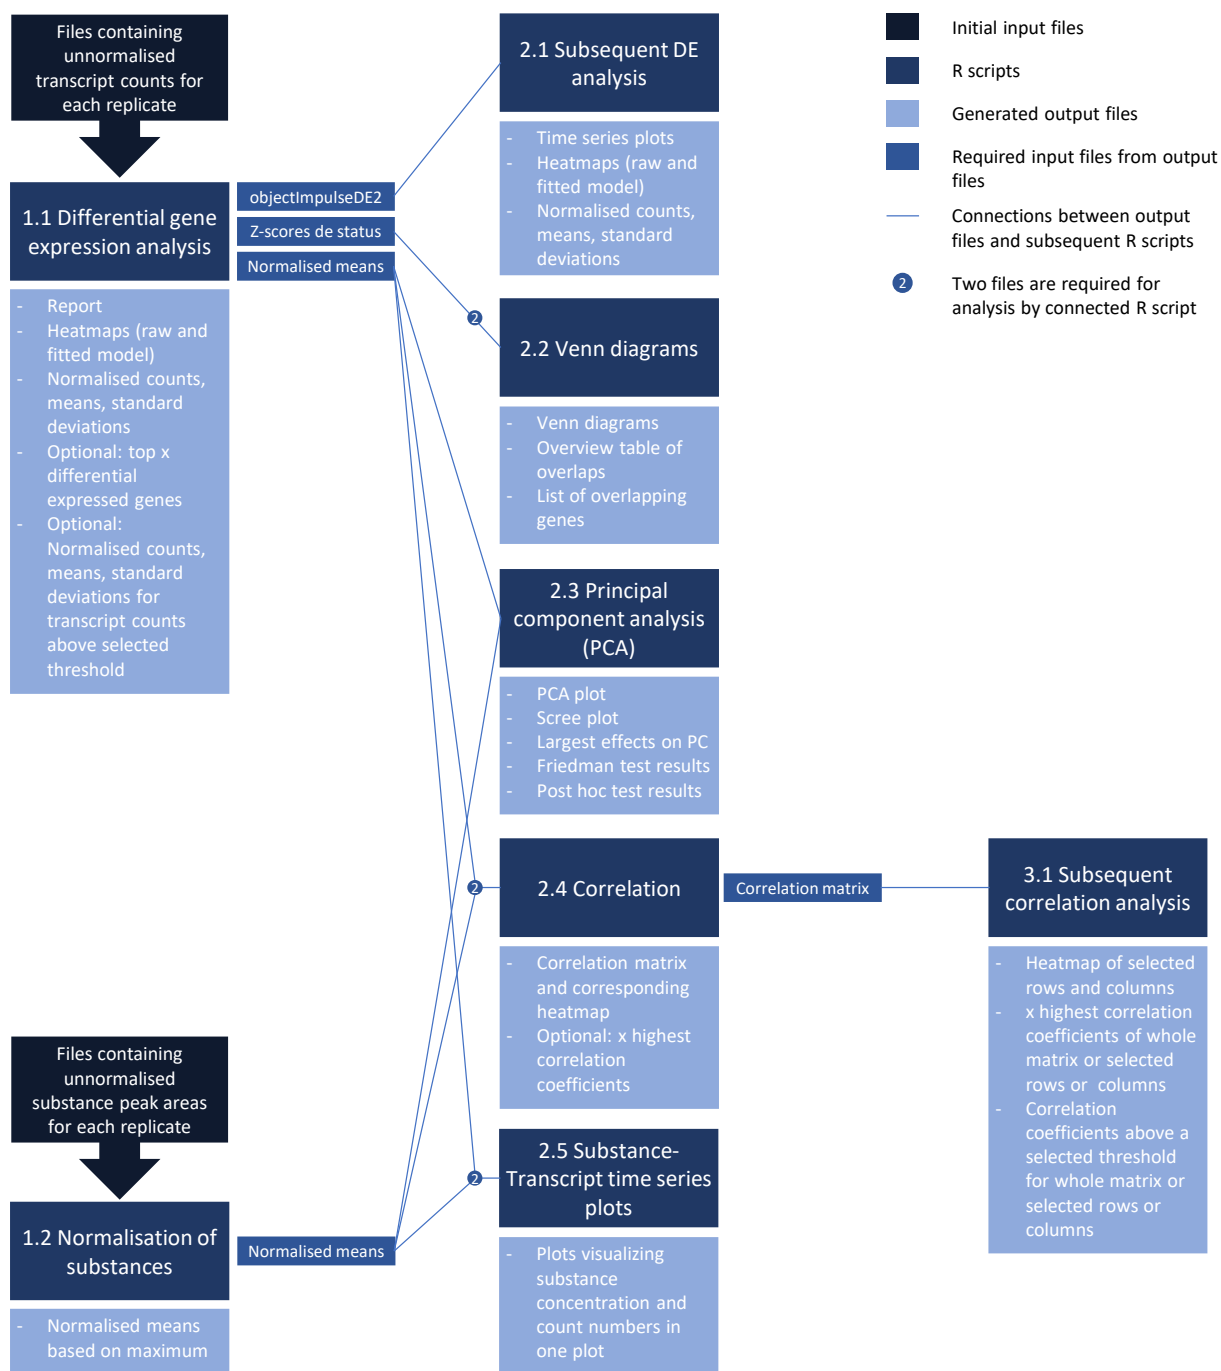 Files containing
unnormalised
transcript counts for
each replicate
1.1 Differential gene
expression analysis
- Report
- Heatmaps (raw and
fitted model)
- Normalised counts,
means, standard
deviations
- Optional: top x
differential
expressed genes
- Optional:
Normalised counts,
means, standard
deviations for
transcript counts
above selected
threshold
objectImpulseDE2
Z-scores de status
Normalised means
Files containing
unnormalised
substance peak areas
for each replicate
1.2 Normalisation of
substances
- Normalised means
based on maximum
Normalised means
2.1 Subsequent DE
analysis
- Time series plots
- Heatmaps (raw and
fitted model)
- Normalised counts,
means, standard
deviations
2
2.2 Venn diagrams
- Venn diagrams
- Overview table of
overlaps
- List of overlapping
genes
2.3 Principal
component analysis
(PCA)
- PCA plot
- Scree plot
- Largest effects on PC
- Friedman test results
- Post hoc test results
2
2.4 Correlation
- Correlation matrix
and corresponding
heatmap
- Optional: x highest
correlation
coefficients
2
2.5 Substance-
Transcript time series
plots
- Plots visualizing
substance
concentration and
count numbers in
one plot
Correlation matrix
3.1 Subsequent
correlation analysis
- Heatmap of selected
rows and columns
- x highest correlation
coefficients of whole
matrix or selected
rows or columns
- Correlation
coefficients above a
selected threshold
for whole matrix or
selected rows or
columns
Initial input files
R scripts
Generated output files
Required input files from output
files
Connections between output
files and subsequent R scripts
2 Two files are required for
analysis by connected R script